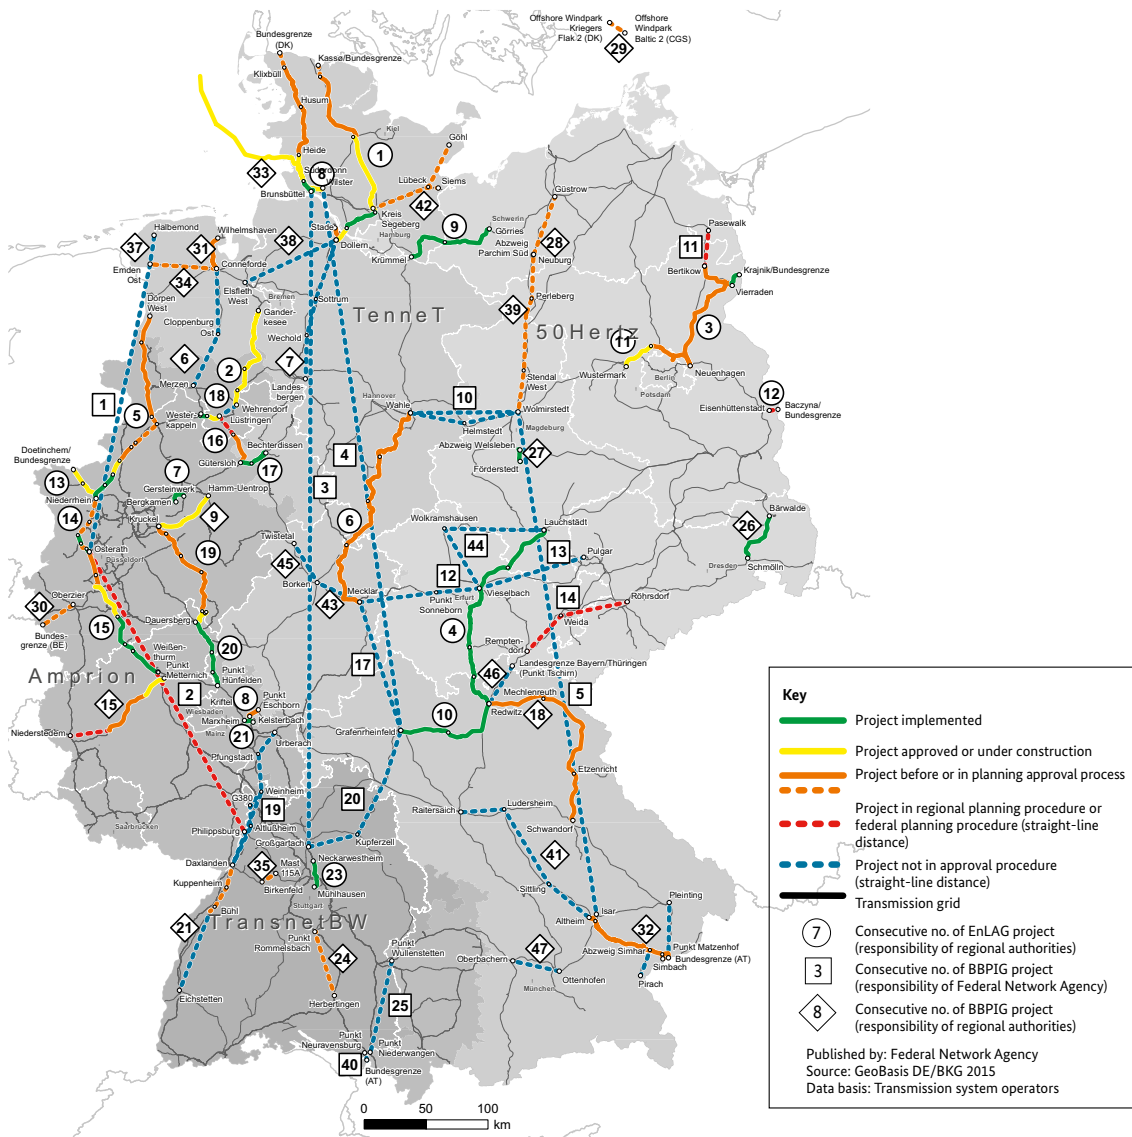 Bundesgrenze
(DK)
Klixbüll
Kassø/Bundesgrenze
Husum
Heide
Süderdonn
8
Wilster
Brunsbüttel
33
1
Kiel
Göhl
Lübeck
Siems
42
Kreis
Segeberg
Hamburg
Stade
Dollern
38
Offshore Windpark
Kriegers
Flak 2 (DK)
Offshore
Windpark
Baltic 2 (CGS)
29
Güstrow
Schwerin
Görries
9
Krümmel
Abzweig
Parchim Süd
28
Neuburg
Perleberg
39
Pasewalk
11
Bertikow
Krajnik/Bundesgrenze
Vierraden
3
Halbemond
37
Wilhelmshaven
31
Emden
Ost
34
Conneforde
Elsfleth
West
Bremen
Sottrum
TenneT
50Hertz
Dörpen
West
Cloppenburg
Ost
Gander-
kesee
Wechold
6
2
7
Merzen
Landes-
bergen
18
Wehrendorf
Lüstringen
Wester-
kappeln
1
5
16
Bechterdissen
Gütersloh
17
Hannover
Wahle
10
Helmstedt
Stendal
West
Wolmirstedt
Magdeburg
Abzweig Welsleben
27
Förderstedt
11
Wustermark
Berlin
Potsdam
Neuenhagen
12
Eisenhüttenstadt
Baczyna/
Bundesgrenze
Doetinchem/
Bundesgrenze
13
Niederrhein
7
Gersteinwerk
Bergkamen
Hamm-Uentrop
9
14
Kruckel
19
Osterath
Düsseldorf
4
3
6
Wolkramshausen
44
Lauchstädt
13
Pulgar
Twistetal
45
Borken
43
Mecklar
12
Punkt
Sonneborn
Erfurt
Vieselbach
14
Weida
Röhrsdorf
26
Bärwalde
Dresden
Schmölln
30
Oberzier
Bundes-
grenze (BE)
15
Dauersberg
20
Weißen-
thurm
Punkt
Metternich
Punkt
Hünfelden
Amprion
15
2
Niederstedem
4
Rempten-
dorf
46
Landesgrenze Bayern/Thüringen
(Punkt Tschirn)
Mechlenreuth
5
Redwitz
18
17
Kriftel
8
Punkt
Eschborn
Wiesbaden
Marxheim
Kelsterbach
Mainz
21
Urberach
Pfungstadt
Grafenrheinfeld
10
Etzenricht
Weinheim
G380
19
20
Altlußheim
Philippsburg
Saarbrücken
Großgartach
Kupferzell
Raitersaich
Ludersheim
Schwandorf
41
Daxlanden
35
Mast
115A
Neckarwestheim
23
Kuppenheim
Birkenfeld
Mühlhausen
Stuttgart
Bühl
21
TransnetBW
Sittling
Pleinting
Isar
Altheim
32
Abzweig Simhar
Punkt Matzenhof
Bundesgrenze (AT)
Simbach
Pirach
Punkt
Rommelsbach
24
Punkt
Wullenstetten
Oberbachern
47
Ottenhofen
München
Eichstetten
Herbertingen
25
Punkt
Neuravensburg
Punkt
Niederwangen
40
Bundesgrenze
(AT)
0 50 100
km
Key
Project implemented
Project approved or under construction
Project before or in planning approval process
Project in regional planning procedure or
federal planning procedure (straight-line
distance)
Project not in approval procedure
(straight-line distance)
Transmission grid
7
Consecutive no. of EnLAG project
(responsibility of regional authorities)
3
Consecutive no. of BBPIG project
(responsibility of Federal Network Agency)
8
Consecutive no. of BBPIG project
(responsibility of regional authorities)
Published by: Federal Network Agency
Source: GeoBasis DE/BKG 2015
Data basis: Transmission system operators